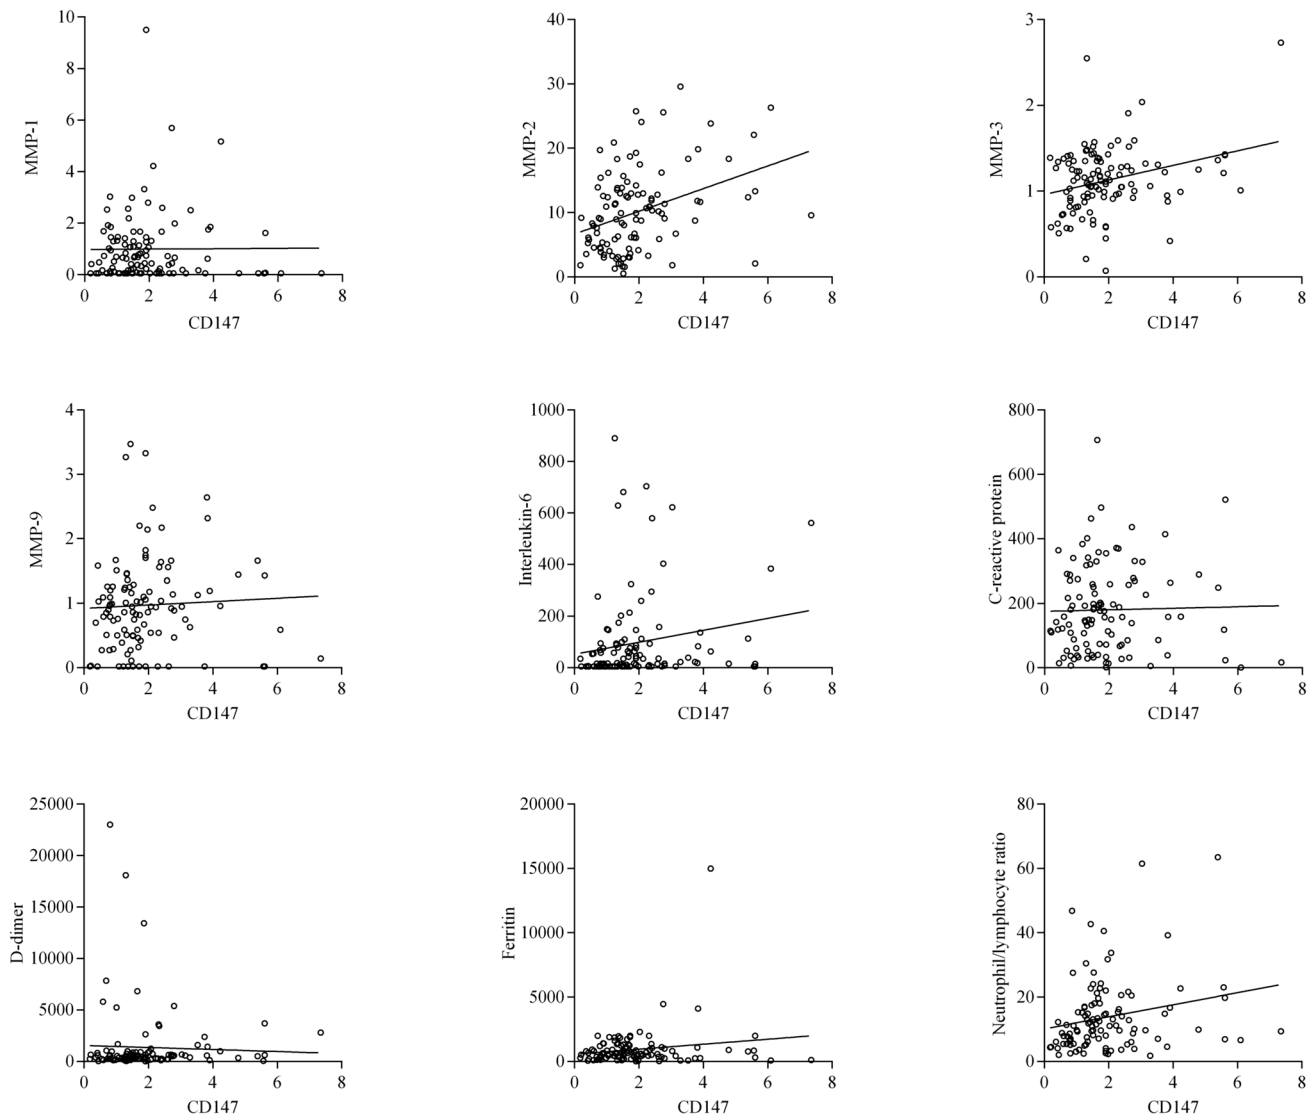 MMP-1
10
8
6
4
2
0
0 2 4 6 8
CD147
MMP-2
40
30
20
10
0
0 2 4 6 8
CD147
MMP-3
3
2
1
0
0 2 4 6 8
CD147
MMP-9
4
3
2
1
0
0 2 4 6 8
CD147
Interleukin-6
1000
800
600
400
200
0
0 2 4 6 8
CD147
C-reactive protein
800
600
400
200
0
0 2 4 6 8
CD147
D-dimer
25000
20000
15000
10000
5000
0
0 2 4 6 8
CD147
Ferritin
20000
15000
10000
5000
0
0 2 4 6 8
CD147
Neutrophil/lymphocyte ratio
80
60
40
20
0
0 2 4 6 8
CD147